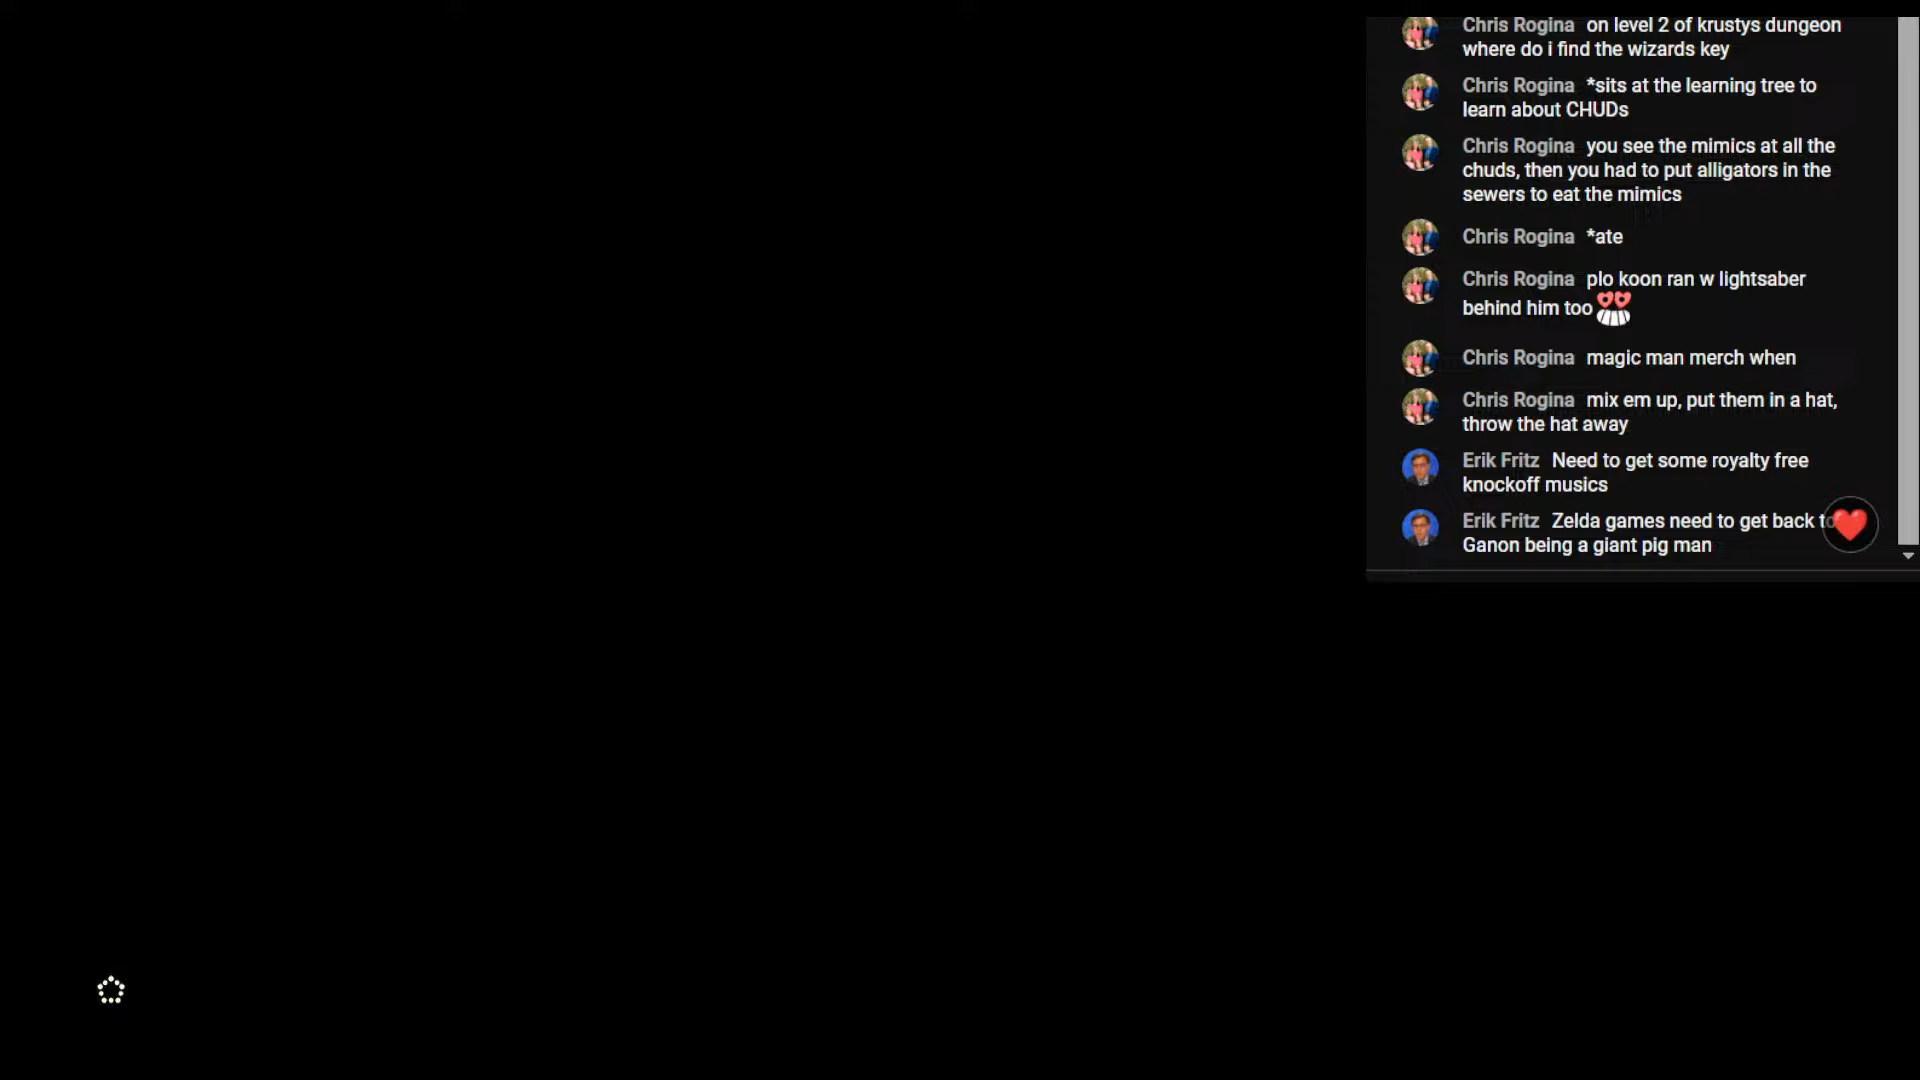 Chris Rogina on level 2 of krustys dungeon
where do i find the wizards key
Chris Rogina *sits at the learning tree to
learn about CHUDs
Chris Rogina you see the mimics at all the
chuds, then you had to put alligators in the
sewers to eat the mimics
Chris Rogina *ate
Chris Rogina plo koon ran w lightsaber
behind him too
Chris Rogina magic man merch when
Chris Rogina mix em up, put them in a hat,
throw the hat away
Erik Fritz Need to get some royalty free
knockoff musics
Erik Fritz Zelda games need to get back to
Ganon being a giant pig man